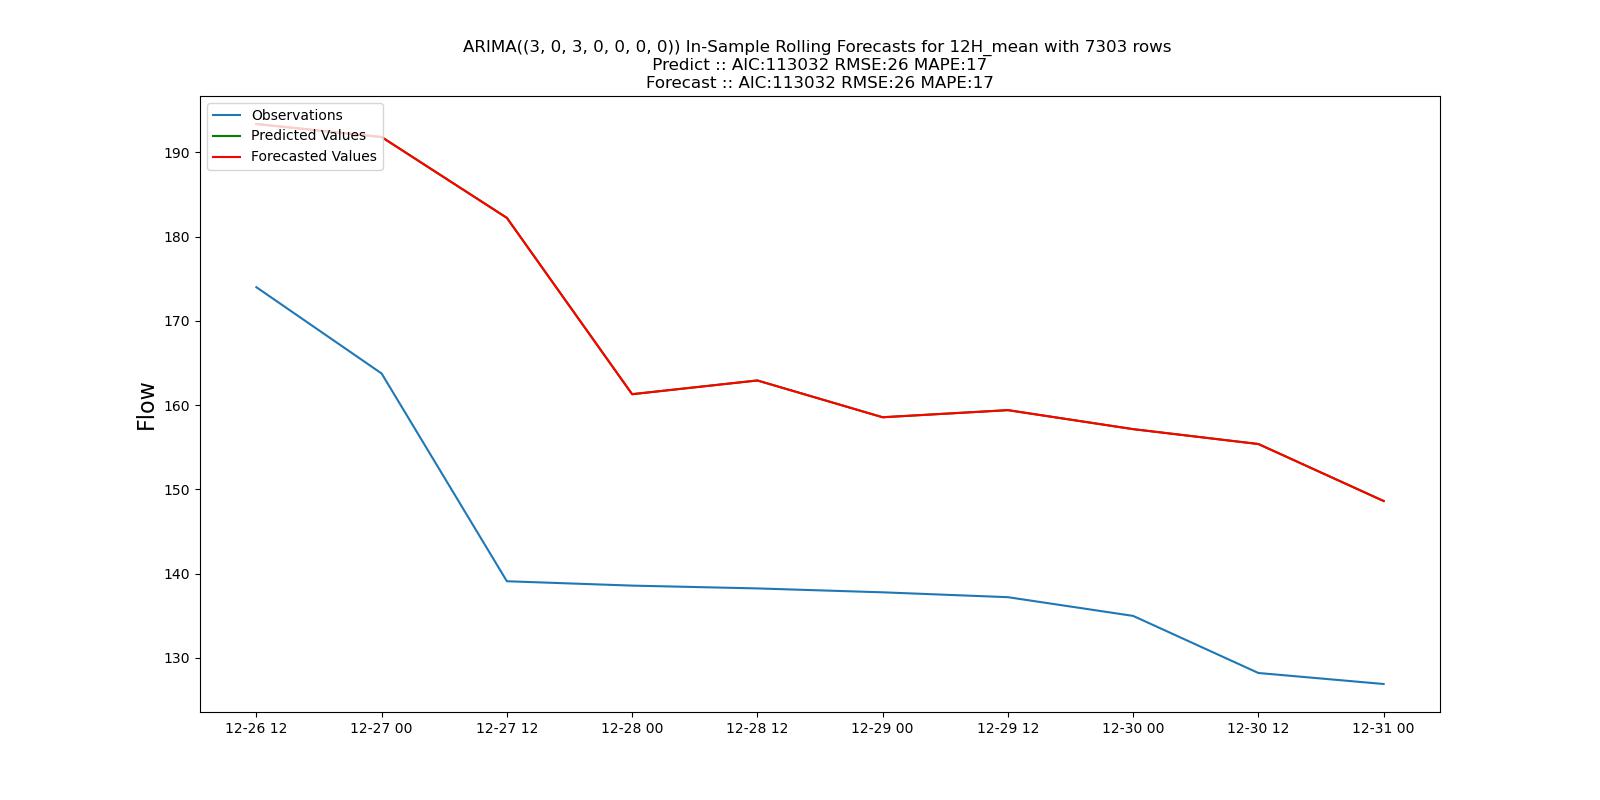 ARIMA((3, 0, 3, 0, 0, 0, 0)) In-Sample Rolling Forecasts for 12H_mean with 7303 rows
Predict :: AIC:113032 RMSE:26 MAPE:17
Forecast :: AIC:113032 RMSE:26 MAPE:17
Observations
Predicted Values
Forecasted Values
190
180
170
160
150
140
130
Flow
12-26 12
12-27 00
12-27 12
12-28 00
12-28 12
12-29 00
12-29 12
12-30 00
12-30 12
12-31 00